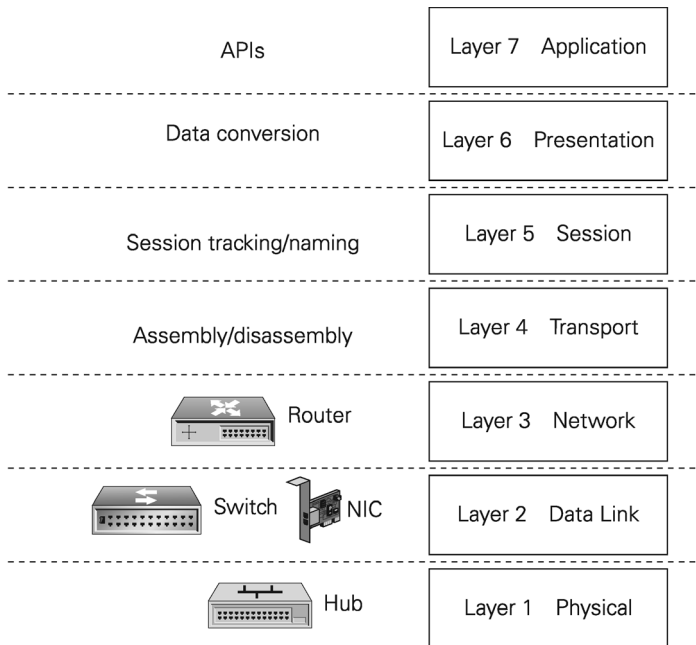 APIs
Layer 7 Application
Data conversion
Layer 6 Presentation
Session tracking/naming
Layer 5 Session
Assembly/disassembly
Layer 4 Transport
Router
Layer 3 Network
Switch
NIC
Layer 2 Data Link
Hub
Layer 1 Physical